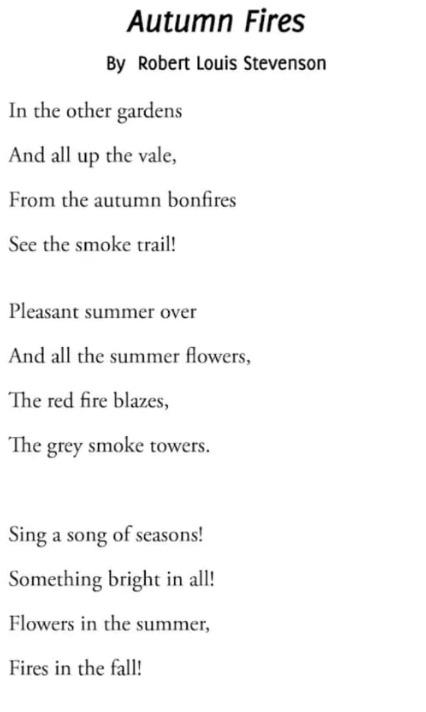 Autumn Fires
By Robert Louis Stevenson
In the other gardens
And all up the vale,
From the autumn bonfires
See the smoke trail!
Pleasant summer over
And all the summer flowers,
The red fire blazes,
The grey smoke towers.
Sing a song of seasons!
Something bright in all!
Flowers in the summer,
Fires in the fall!